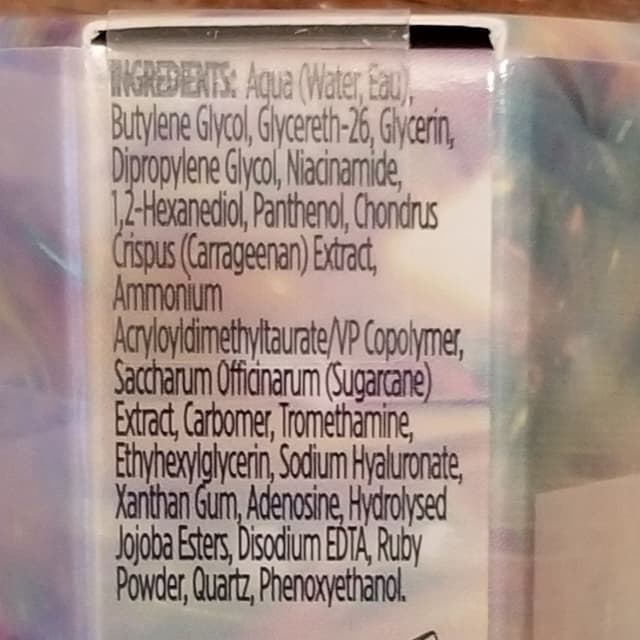 INGREDIENTS: Aqua (Water, Eau),
Butylene Glycol, Glycereth-26, Glycerin,
Dipropylene Glycol, Niacinamide,
1,2-Hexanediol, Panthenol, Chondrus
Crispus (Carrageenan) Extract,
Ammonium
Acryloyldimethyltaurate/VP Copolymer,
Saccharum Officinarum (Sugarcane)
Extract, Carbomer, Tromethamine,
Ethyhexylglycerin, Sodium Hyaluronate,
Xanthan Gum, Adenosine, Hydrolysed
Jojoba Esters, Disodium EDTA, Ruby
Powder, Quartz, Phenoxyethanol.